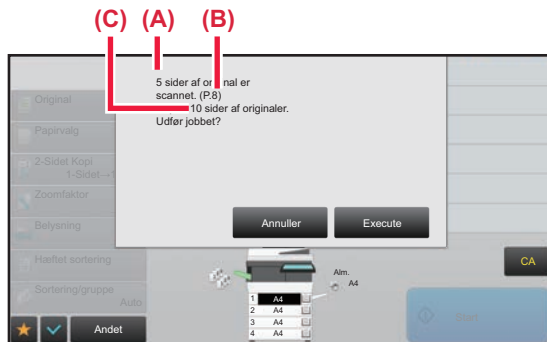 (C) (A) (B)
5 sider af original er
scannet. (P.8)
10 sider af originaler.
Udfør jobbet?
Original
Papirvalg
2-Sidet Kopi
1-Sidet→1
Zoomfaktor
Belysning
Annuller
Execute
Hæftet sortering
Sortering/gruppe
Auto
Alm.
A4
CA
1 A4
2 A4
3 A4
4 A4
Start
Andet